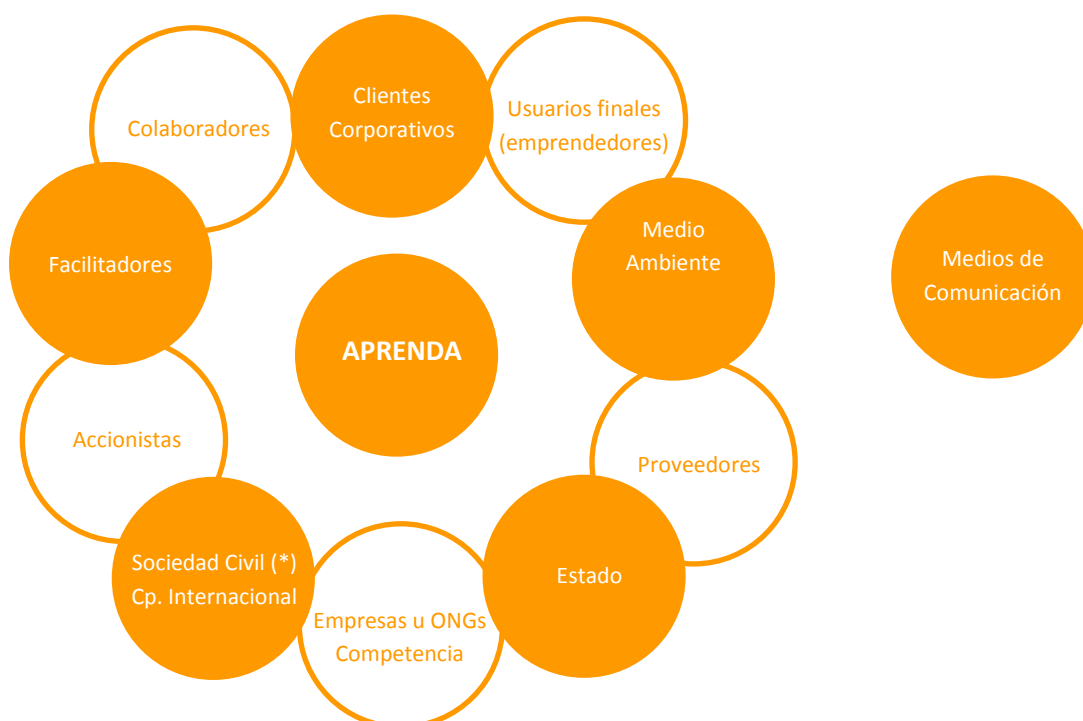 Clientes
Corporativos
Usuarios finales
(emprendedores)
Colaboradores
Medio
Ambiente
Medios de
Comunicación
Facilitadores
APRENDA
Accionistas
Proveedores
Sociedad Civil (*)
Cp. Internacional
Estado
Empresas u ONGs
Competencia